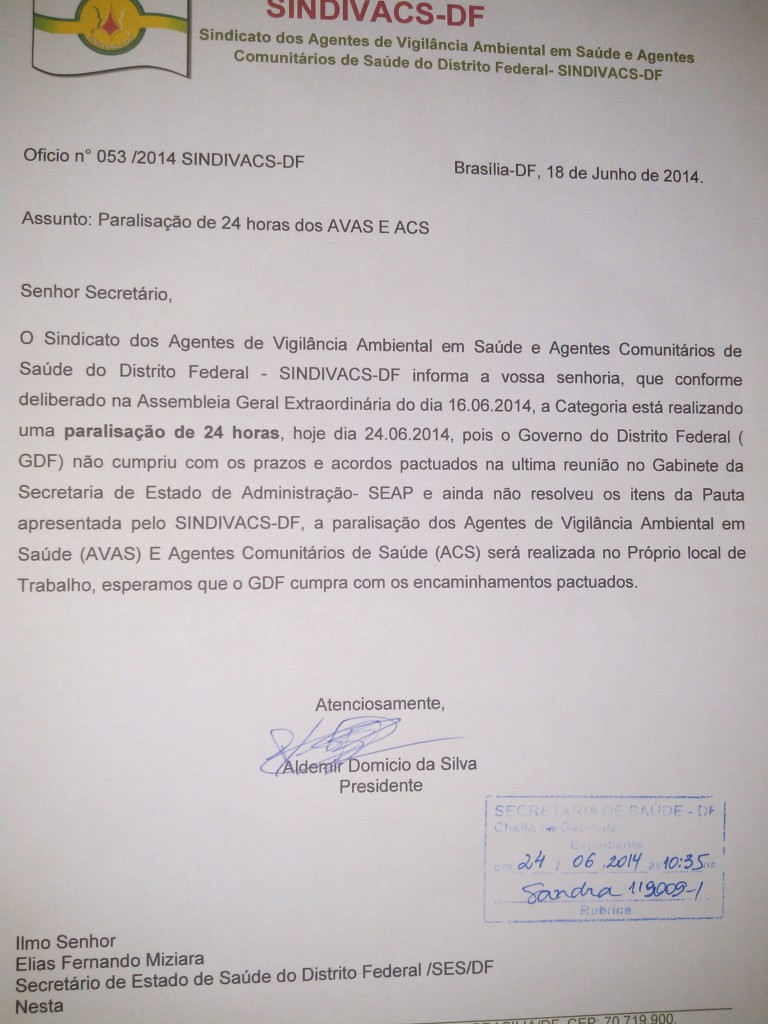 SINDIVACS-DF
Sindicato dos Agentes de Vigilância Ambiental em Saúde e Agentes
Comunitários de Saúde do Distrito Federal- SINDIVACS-DF
Oficio n° 053 /2014 SINDIVACS-DF
Brasília-DF, 18 de Junho de 2014.
Assunto: Paralisação de 24 horas dos AVAS E ACS
Senhor Secretário,
O Sindicato dos Agentes de Vigilância Ambiental em Saúde e Agentes Comunitários de
Saúde do Distrito Federal - SINDIVACS-DF informa a vossa senhoria, que conforme
deliberado na Assembleia Geral Extraordinária do dia 16.06.2014, a Categoria está realizando
uma paralisação de 24 horas, hoje dia 24.06.2014, pois o Governo do Distrito Federal (
GDF) não cumpriu com os prazos e acordos pactuados na ultima reunião no Gabinete da
Secretaria de Estado de Administração- SEAP e ainda não resolveu os itens da Pauta
apresentada pelo SINDIVACS-DF, a paralisação dos Agentes de Vigilância Ambiental em
Saúde (AVAS) E Agentes Comunitários de Saúde (ACS) será realizada no Próprio local de
Trabalho, esperamos que o GDF cumpra com os encaminhamentos pactuados.
Atenciosamente,
Aldemir Domicio da Silva
Presidente
SECRETARIA DE SAÚDE - DF
Expediente
em 24 / 06 2014 às 10:35 hs
Sandra 119009-1
Rubrica
Ilmo Senhor
Elias Fernando Miziara
Secretário de Estado de Saúde do Distrito Federal /SES/DF
Nesta
CEP: 70.719.900.